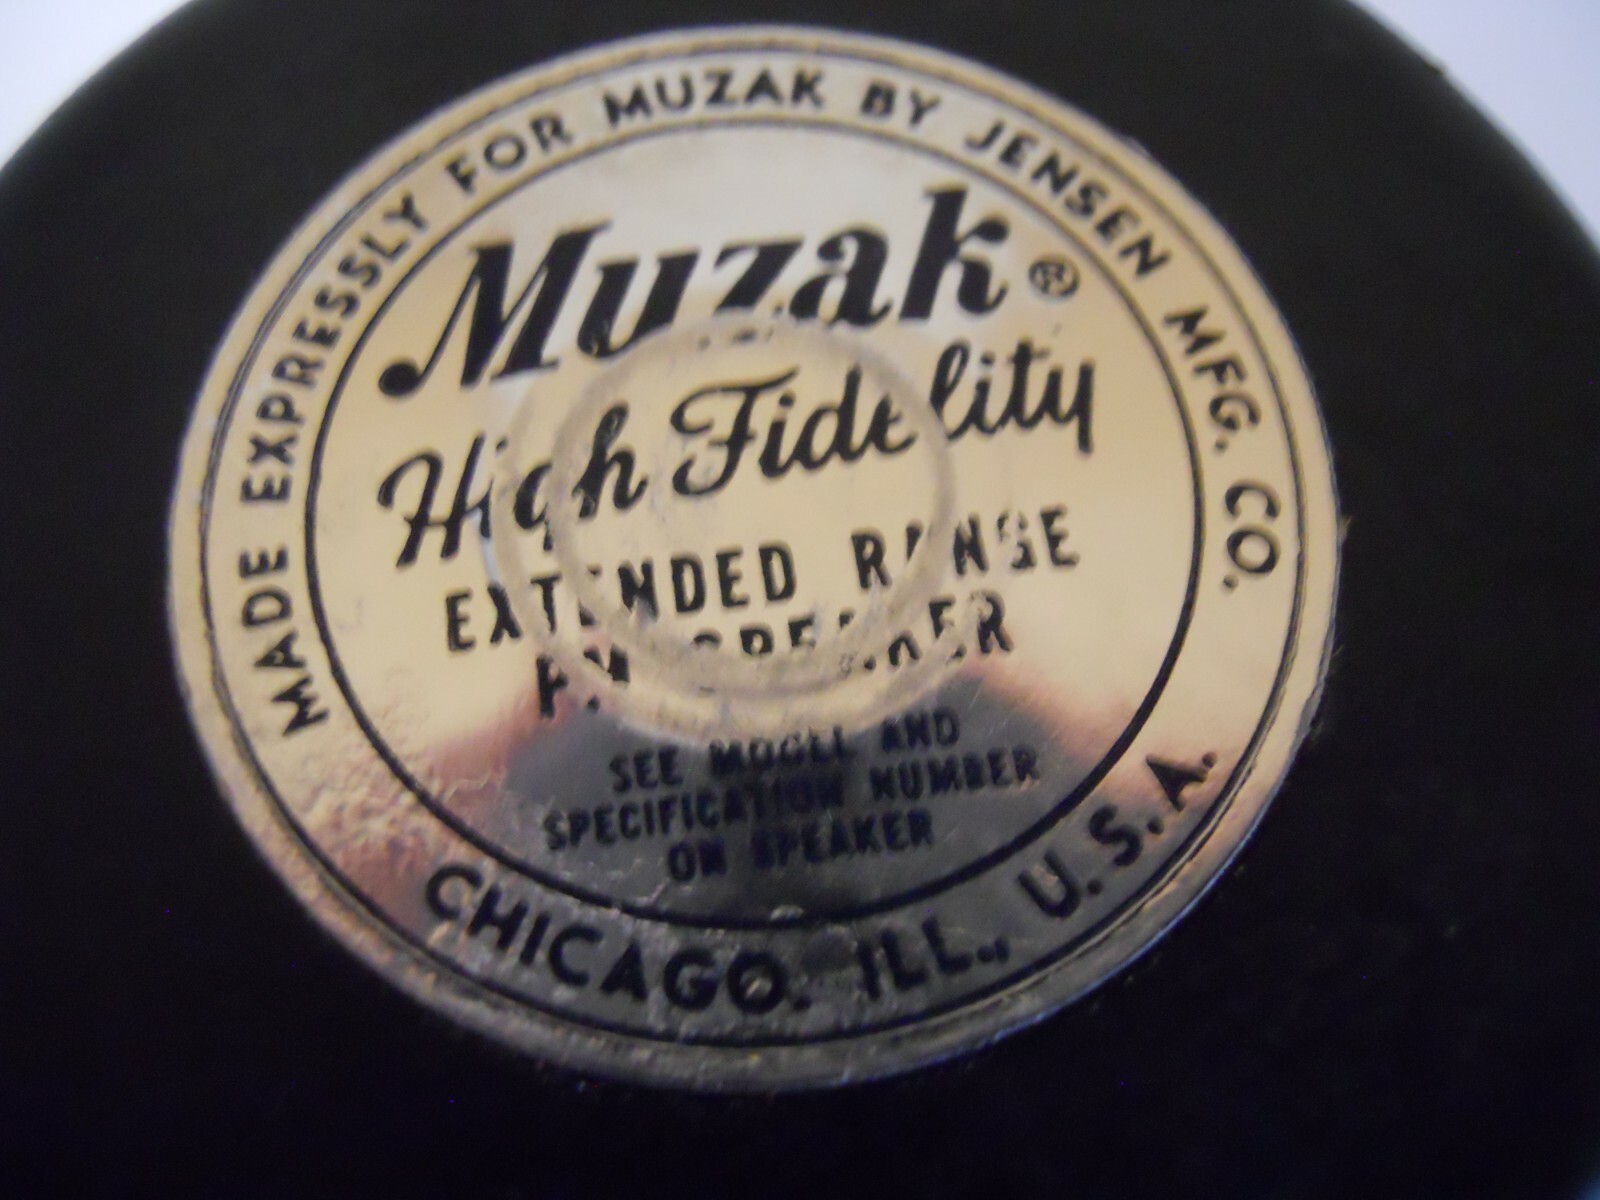 MADE EXPRESSLY FOR MUZAK BY JENSEN MFG. CO.
Muzak®
High Fidelity
EXTENDED RANGE
P.M. SPEAKER
SEE MODEL AND
SPECIFICATION NUMBER
ON SPEAKER
CHICAGO, ILL., U.S.A.